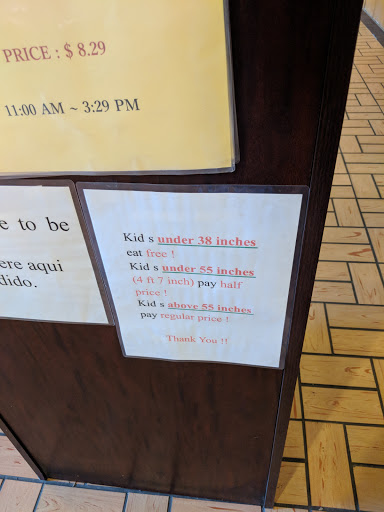 PRICE : $ 8.29
11:00 AM ~ 3:29 PM
e to be
ere aqui
dido.
Kid s under 38 inches
eat free !
Kid s under 55 inches
(4 ft 7 inch) pay half
price !
Kid s above 55 inches
pay regular price !
Thank You !!